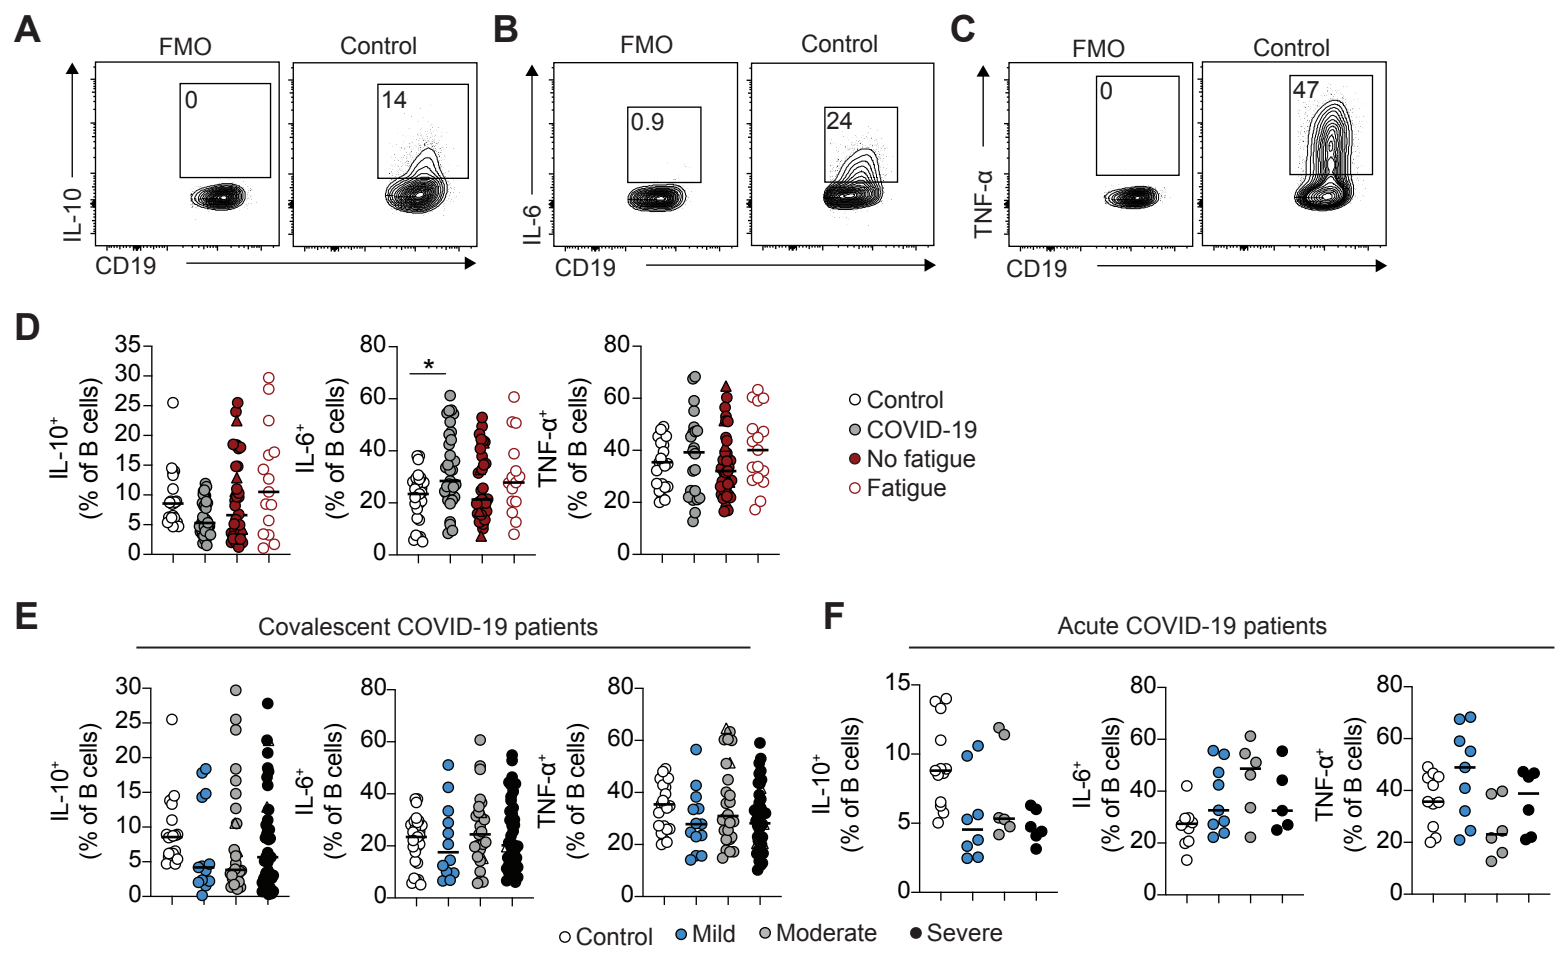 A
FMO
Control
0
14
IL-10
CD19
B
FMO
Control
0.9
24
IL-6
CD19
C
FMO
Control
0
47
TNF-α
CD19
D
IL-10⁺
(% of B cells)
35
30
25
20
15
10
5
0
IL-6⁺
(% of B cells)
80
60
40
20
0
*
TNF-α⁺
(% of B cells)
80
60
40
20
0
Control
COVID-19
No fatigue
Fatigue
E
Covalescent COVID-19 patients
IL-10⁺
(% of B cells)
30
25
20
15
10
5
0
IL-6⁺
(% of B cells)
80
60
40
20
0
TNF-α⁺
(% of B cells)
80
60
40
20
0
F
Acute COVID-19 patients
IL-10⁺
(% of B cells)
15
10
5
0
IL-6⁺
(% of B cells)
80
60
40
20
0
TNF-α⁺
(% of B cells)
80
60
40
20
0
Control Mild Moderate Severe